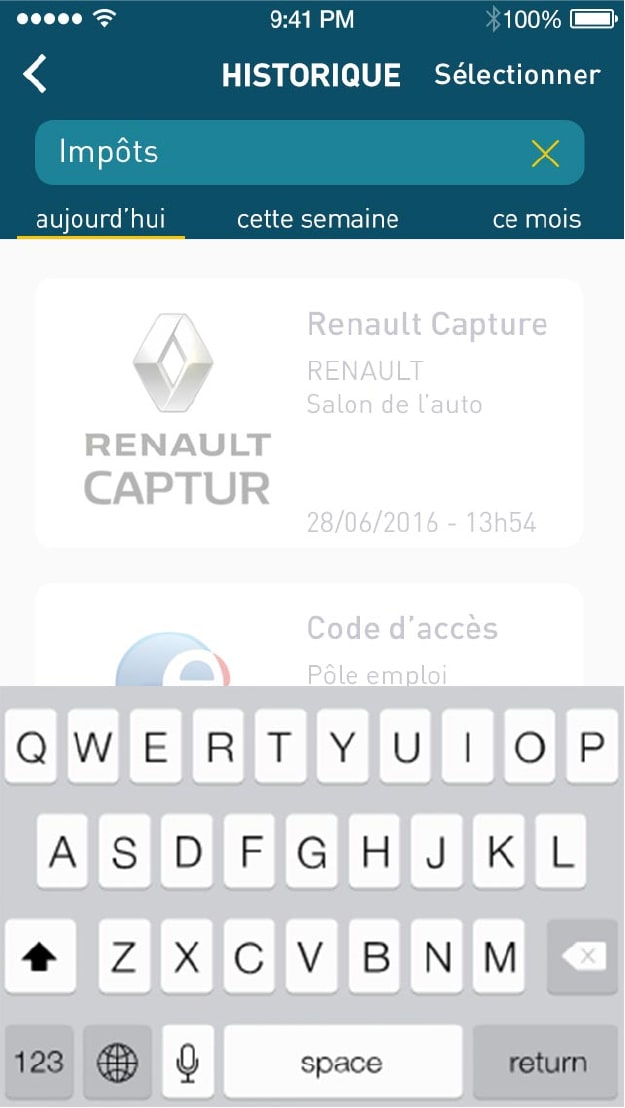 9:41 PM 100%
HISTORIQUE Sélectionner
Impôts
aujourd'hui cette semaine ce mois
Renault Capture
RENAULT
Salon de l'auto
RENAULT
CAPTUR
28/06/2016 - 13h54
Code d'accès
Pôle emploi
Q W E R T Y U I O P
A S D F G H J K L
Z X C V B N M
123 space return